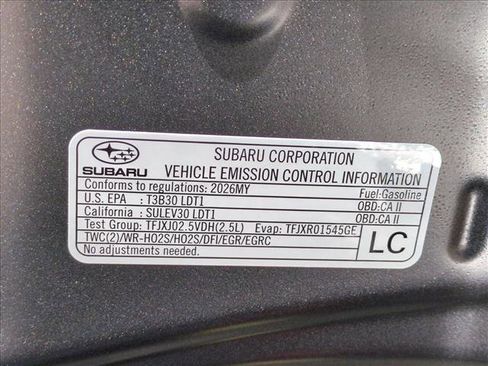 SUBARU CORPORATION
SUBARU VEHICLE EMISSION CONTROL INFORMATION
Conforms to regulations: 2026MY Fuel-Gasoline
U.S. EPA : T3B30 LDT1 OBD:CA II
California : SULEV30 LDT1 OBD:CA II
Test Group: TFJXJ02.5VDH(2.5L) Evap: TFJXR01545GE
TWC(2)/WR-HO2S/HO2S/DFI/EGR/EGRC
No adjustments needed.
LC